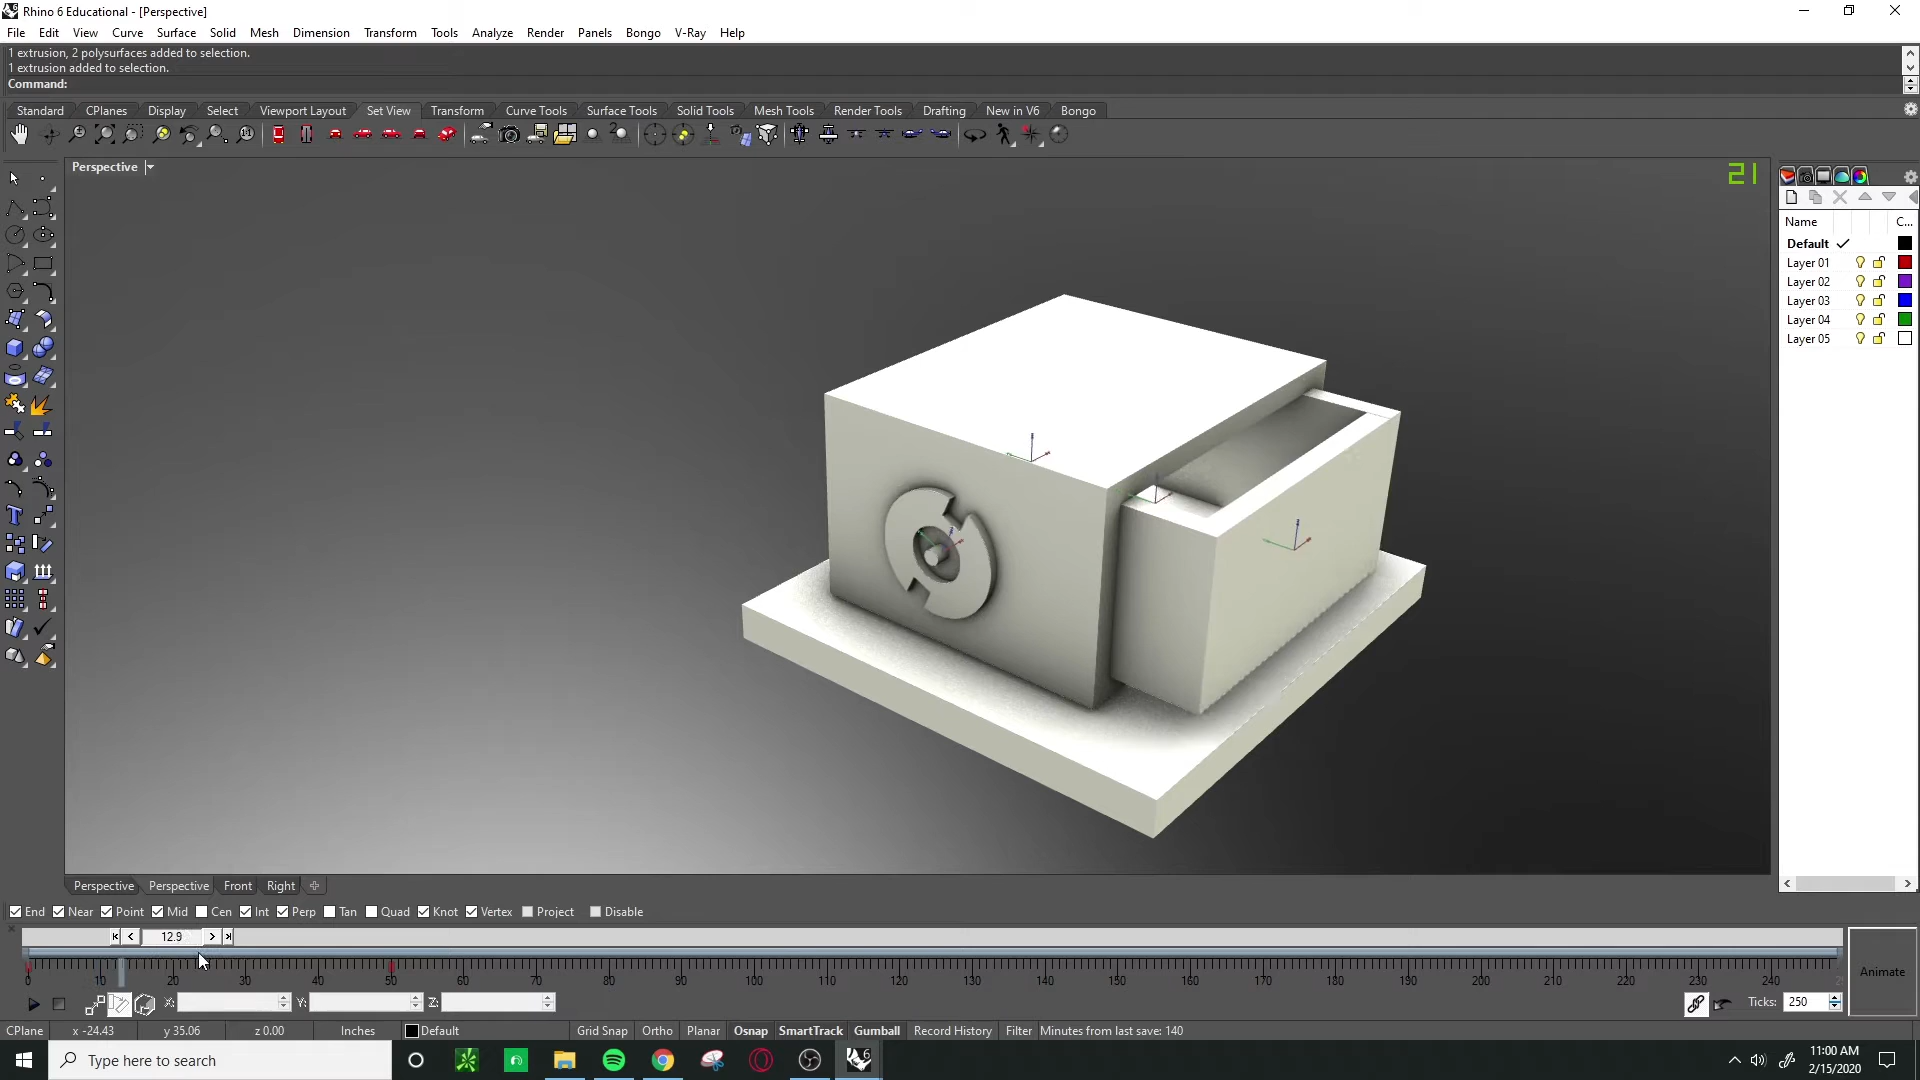 Rhino 6 Educational - [Perspective]
File Edit View Curve Surface Solid Mesh Dimension Transform Tools Analyze Render Panels Bongo V-Ray Help
1 extrusion, 2 polysurfaces added to selection.
1 extrusion added to selection.
Command:
Standard CPlanes Display Select Viewport Layout Set View Transform Curve Tools Surface Tools Solid Tools Mesh Tools Render Tools Drafting New in V6 Bongo
Perspective
21
Name C...
Default
Layer 01
Layer 02
Layer 03
Layer 04
Layer 05
Perspective Perspective Front Right
End Near Point Mid Cen Int Perp Tan Quad Knot Vertex Project Disable
12.9
0 10 20 30 40 50 60 70 80 90 100 110 120 130 140 150 160 170 180 190 200 210 220 230 240
Animate
X: Y: Z: Ticks: 250
CPlane x -24.43 y 35.06 z 0.00 Inches Default Grid Snap Ortho Planar Osnap SmartTrack Gumball Record History Filter Minutes from last save: 140
Type here to search
11:00 AM
2/15/2020